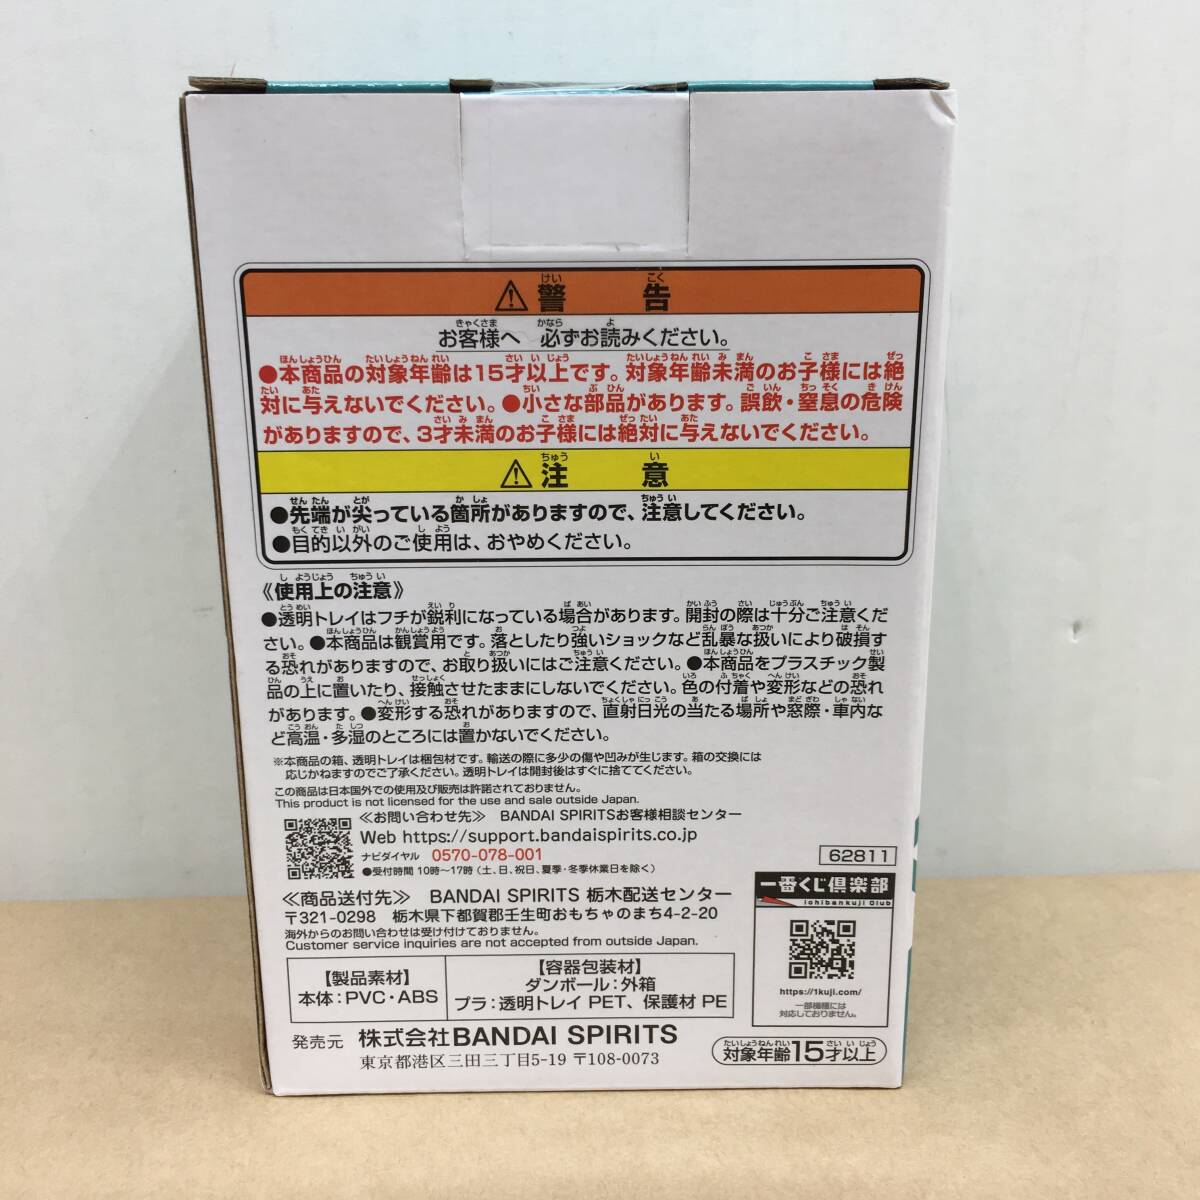 ⚠警告
お客様へ 必ずお読みください。
●本商品の対象年齢は15才以上です。対象年齢未満のお子様には絶
対に与えないでください。●小さな部品があります。誤飲・窒息の危険
がありますので、3才未満のお子様には絶対に与えないでください。
⚠注意
●先端が尖っている箇所がありますので、注意してください。
●目的以外のご使用は、おやめください。
《使用上の注意》
●透明トレイはフチが鋭利になっている場合があります。開封の際は十分ご注意くだ
さい。●本商品は観賞用です。落としたり強いショックなど乱暴な扱いにより破損す
る恐れがありますので、お取り扱いにはご注意ください。●本商品をプラスチック製
品の上に置いたり、接触させたままにしないでください。色の付着や変形などの恐れ
があります。●変形する恐れがありますので、直射日光の当たる場所や窓際・車内な
ど高温・多湿のところには置かないでください。
※本商品の箱、透明トレイは梱包材です。輸送の際に多少の傷や凹みが生じます。箱の交換には
応じかねますのでご了承ください。透明トレイは開封後はすぐに捨ててください。
この商品は日本国外での使用及び販売は許諾されておりません。
This product is not licensed for the use and sale outside Japan.
≪お問い合わせ先≫ BANDAI SPIRITSお客様相談センター
Web https://support.bandaispirits.co.jp
ナビダイヤル 0570-078-001
●受付時間 10時〜17時(土、日、祝日、夏季・冬季休業日を除く)
62811
≪商品送付先≫ BANDAI SPIRITS 栃木配送センター
〒321-0298 栃木県下都賀郡壬生町おもちゃのまち4-2-20
海外からのお問い合わせは受け付けておりません。
Customer service inquiries are not accepted from outside Japan.
一番くじ倶楽部
ichibankuji Club
https://1kuji.com/
一部機種には
対応しておりません。
【製品素材】
本体:PVC・ABS
【容器包装材】
ダンボール:外箱
プラ:透明トレイ PET、保護材 PE
発売元 株式会社BANDAI SPIRITS
東京都港区三田三丁目5-19 〒108-0073
対象年齢15才以上